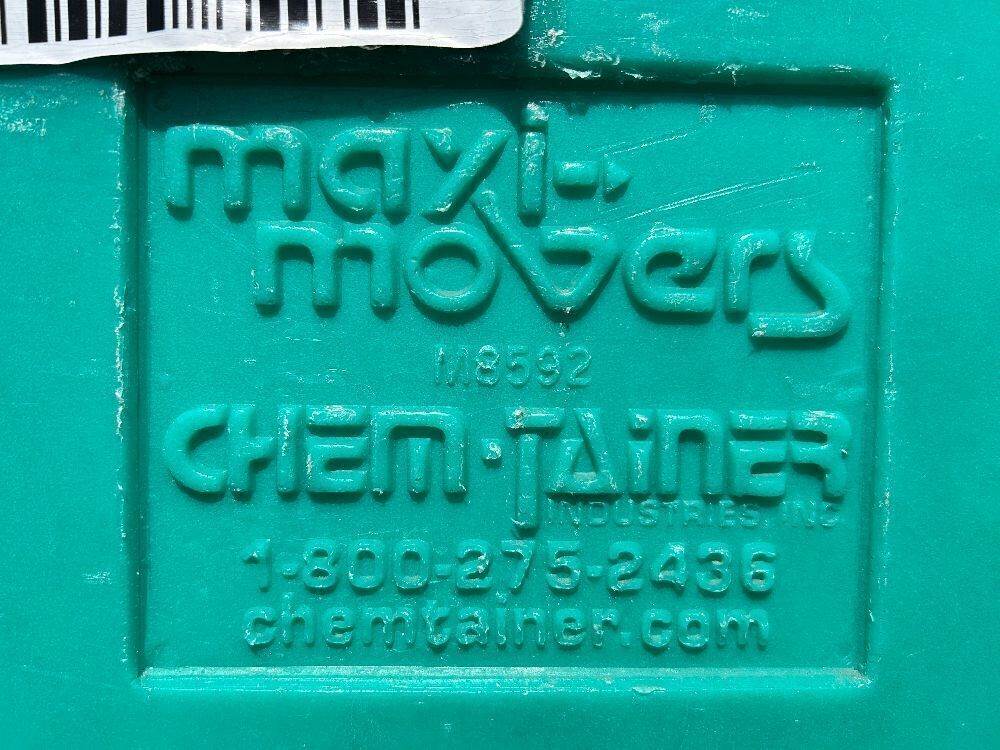 maxi-
movers
M8592
CHEM·TAINER
INDUSTRIES, INC
1-800-275-2436
chemtainer.com